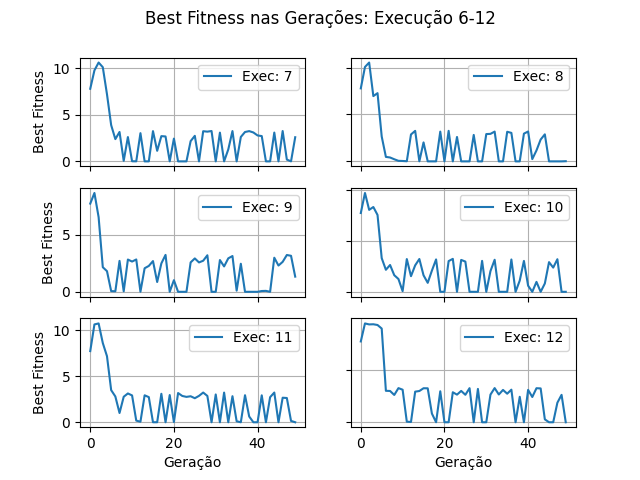 Best Fitness nas Gerações: Execução 6-12
Best Fitness
10
5
0
Exec: 7
Exec: 8
Best Fitness
5
0
Exec: 9
Exec: 10
Best Fitness
10
5
0
Exec: 11
Exec: 12
0 20 40
0 20 40
Geração
Geração